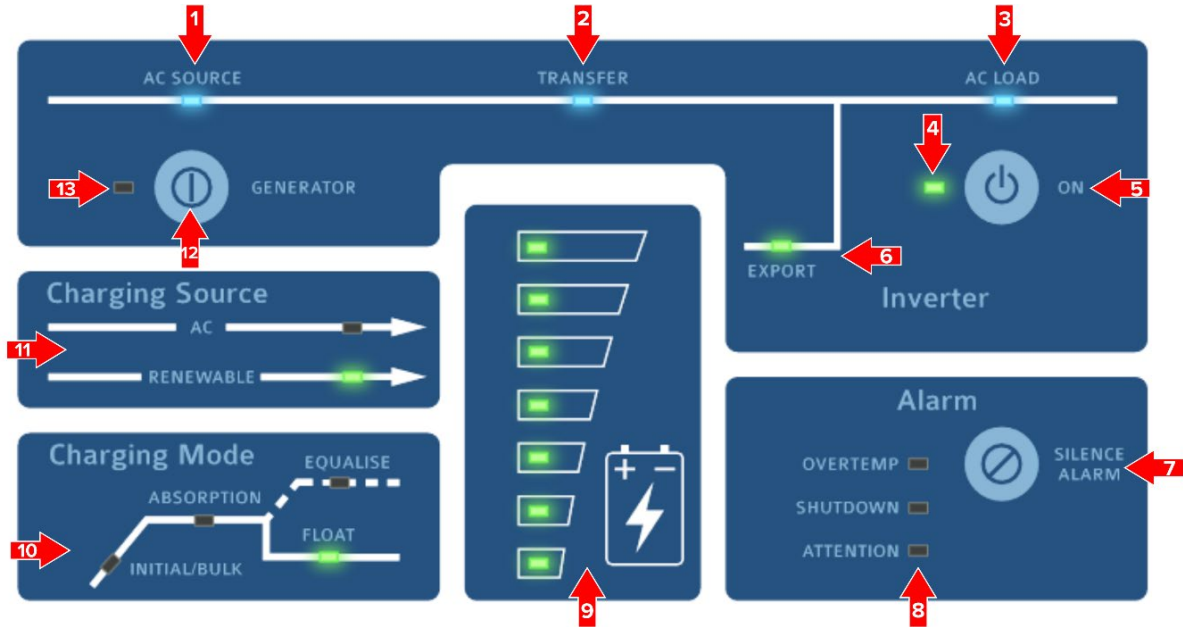 1
2
3
AC SOURCE
TRANSFER
AC LOAD
4
13
GENERATOR
ON
5
12
EXPORT
6
Inverter
Charging Source
AC
11
RENEWABLE
Charging Mode
EQUALISE
ABSORPTION
FLOAT
10
INITIAL/BULK
+ -
9
Alarm
OVERTEMP
SILENCE
ALARM
7
SHUTDOWN
ATTENTION
8